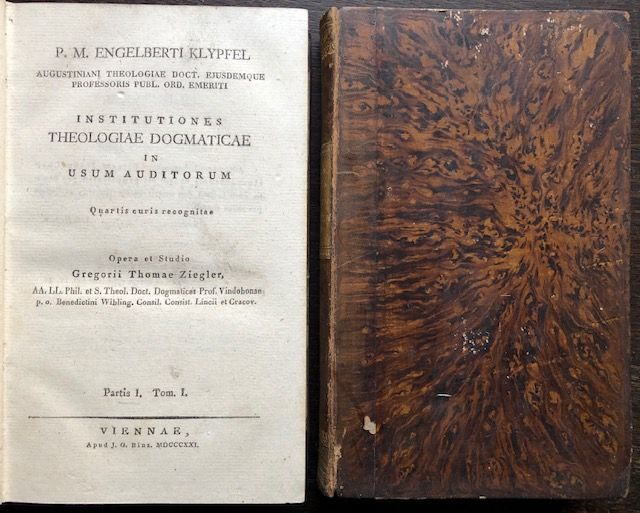 P. M. ENGELBERTI KLYPFEL
AUGUSTINIANI THEOLOGIAE DOCT. EJUSDEMQUE
PROFESSORIS PUBL. ORD. EMERITI
INSTITUTIONES
THEOLOGIAE DOGMATICAE
IN
USUM AUDITORUM
Quartis curis recognitae
Opera et Studio
Gregorii Thomae Ziegler,
AA. LL. Phil. et S. Theol. Doct. Dogmatices Prof. Vindobonae
p. o. Benedictini Wibling. Consil. Consist. Lincii et Cracov.
Partis I. Tom. I.
VIENNAE,
Apud J. G. Binz. MDCCCXXI.